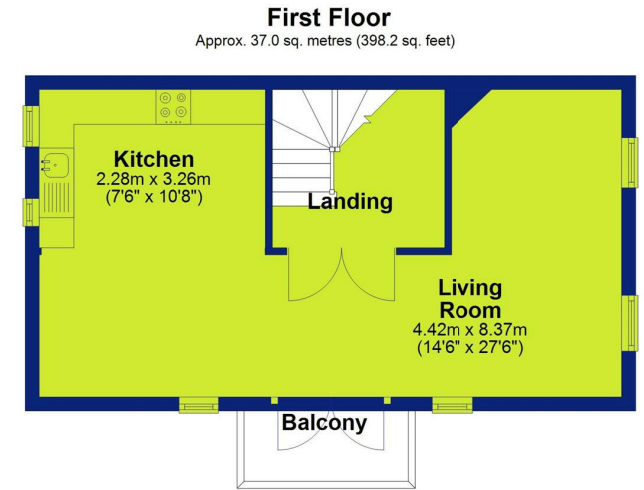 First Floor
Approx. 37.0 sq. metres (398.2 sq. feet)
Kitchen
2.28m x 3.26m
(7'6" x 10'8")
Landing
Living
Room
4.42m x 8.37m
(14'6" x 27'6")
Balcony